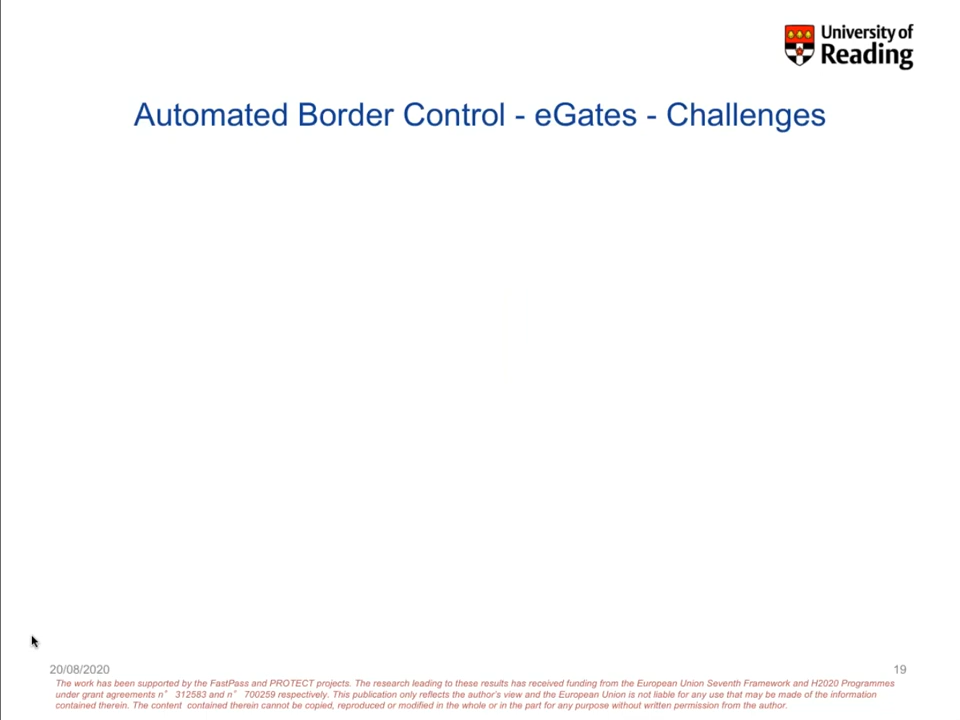 University of
Reading
Automated Border Control - eGates - Challenges
20/08/2020
19
The work has been supported by the FastPass and PROTECT projects. The research leading to these results has received funding from the European Union Seventh Framework and H2020 Programmes
under grant agreements n° 312583 and n° 700259 respectively. This publication only reflects the author's view and the European Union is not liable for any use that may be made of the information
contained therein. The content contained therein cannot be copied, reproduced or modified in the whole or in the part for any purpose without written permission from the author.